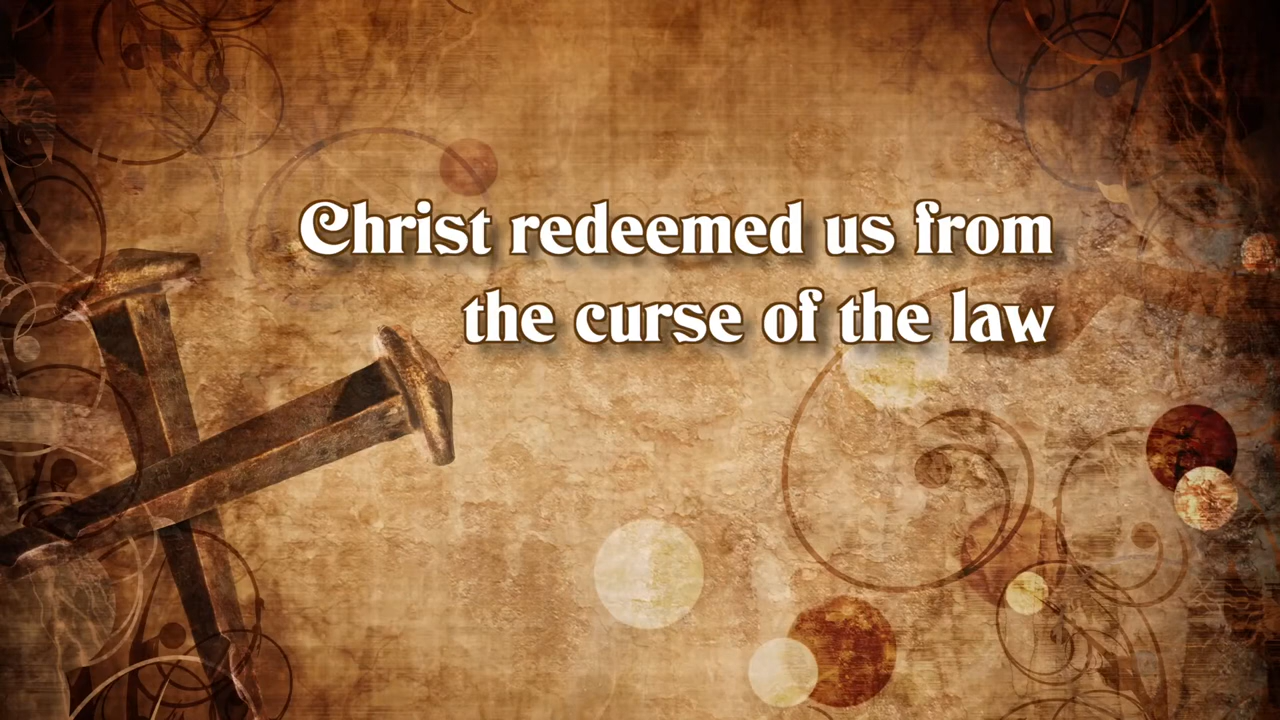 Christ redeemed us from
the curse of the law